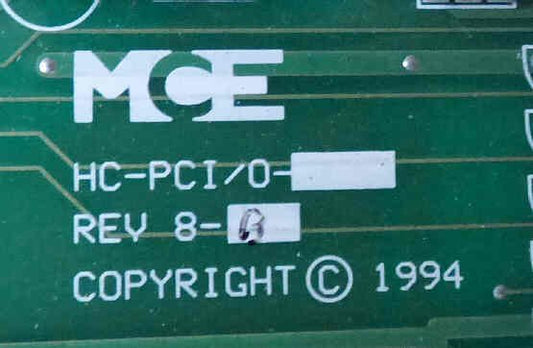 MCE
HC-PCI/O-
REV 8-A
COPYRIGHT © 1994